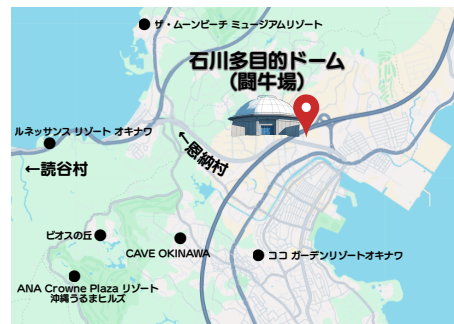 ザ・ムーンビーチ ミュージアムリゾート
石川多目的ドーム
（闘牛場）
ルネッサンス リゾート オキナワ
←恩納村
←読谷村
ビオスの丘
CAVE OKINAWA
ココ ガーデンリゾートオキナワ
ANA Crowne Plaza リゾート
沖縄うるまヒルズ